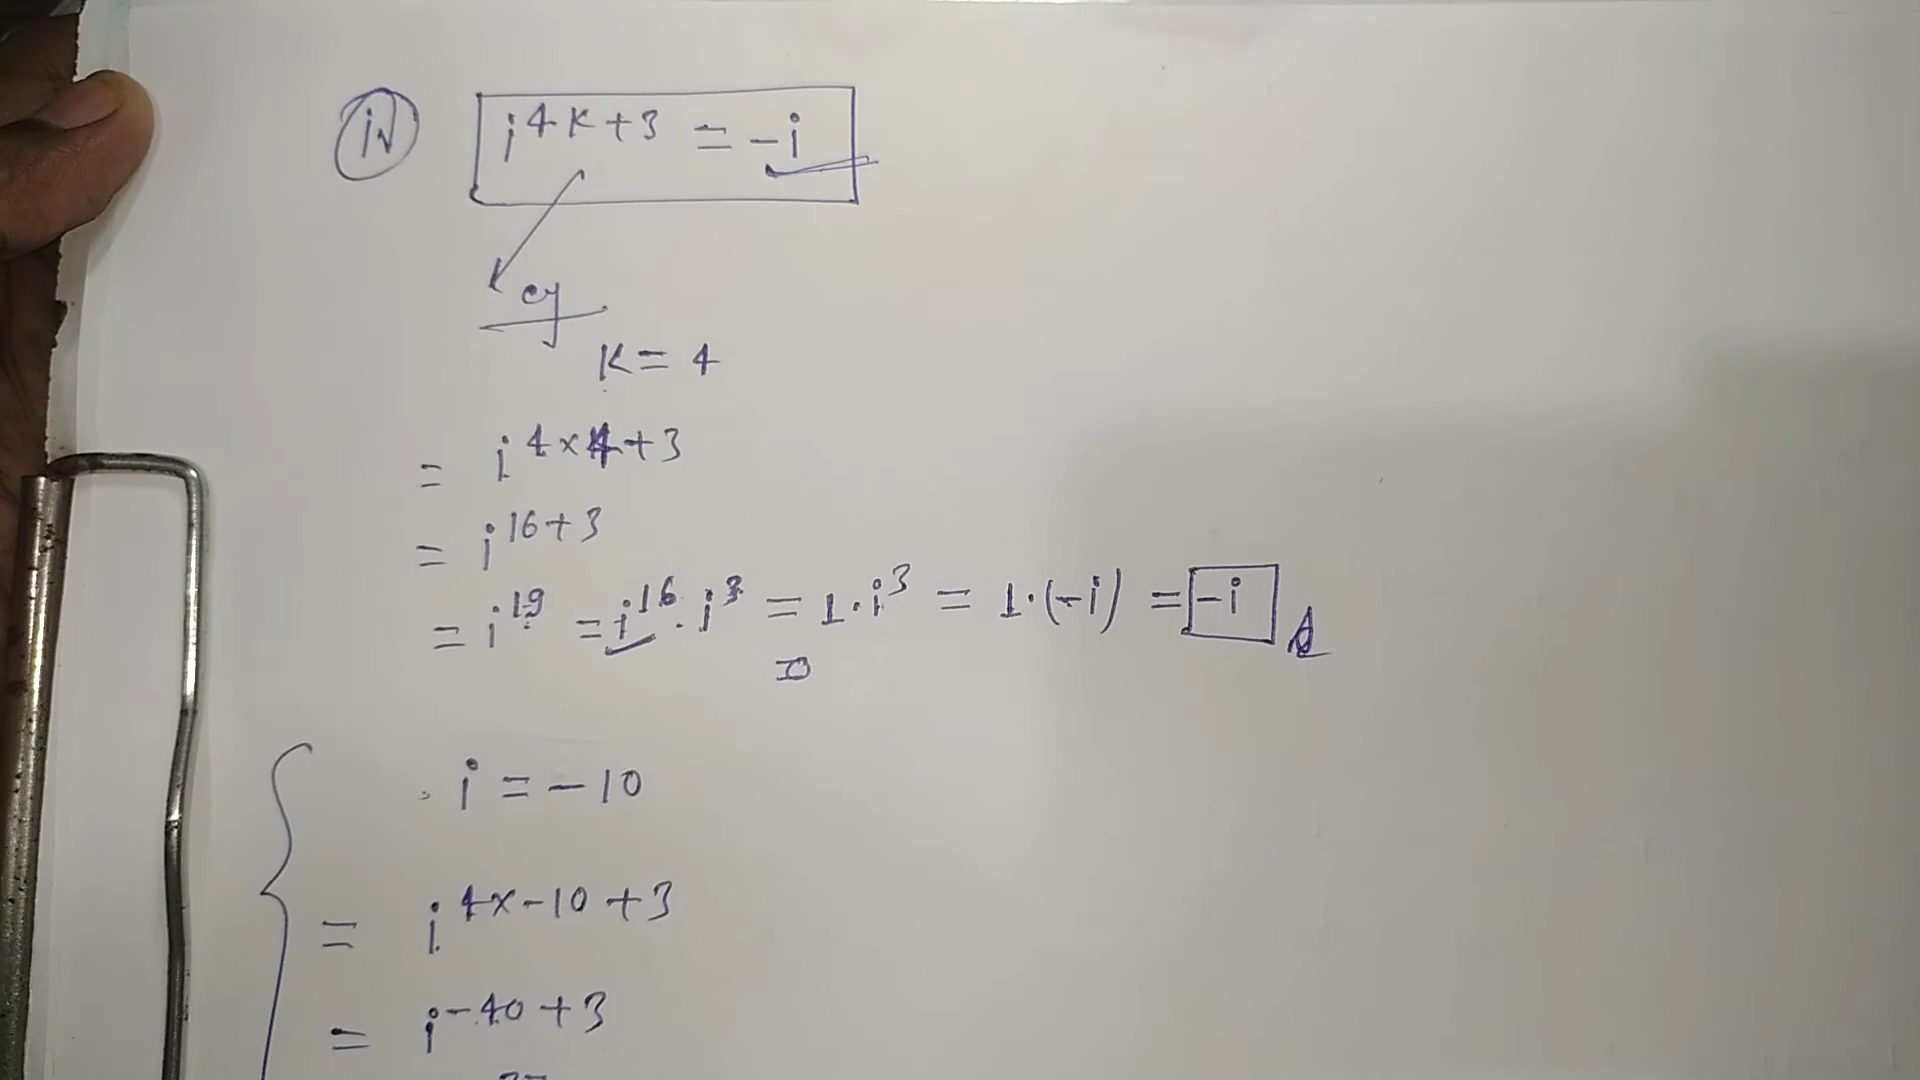 iv i^4K+3 = -i
eg
K = 4
= i^4×4+3
= i^16+3
= i^19 = i^16 . i^3 = 1 . i^3 = 1 . (-i) = -i
i = -10
= i^4×-10+3
= i^-40+3